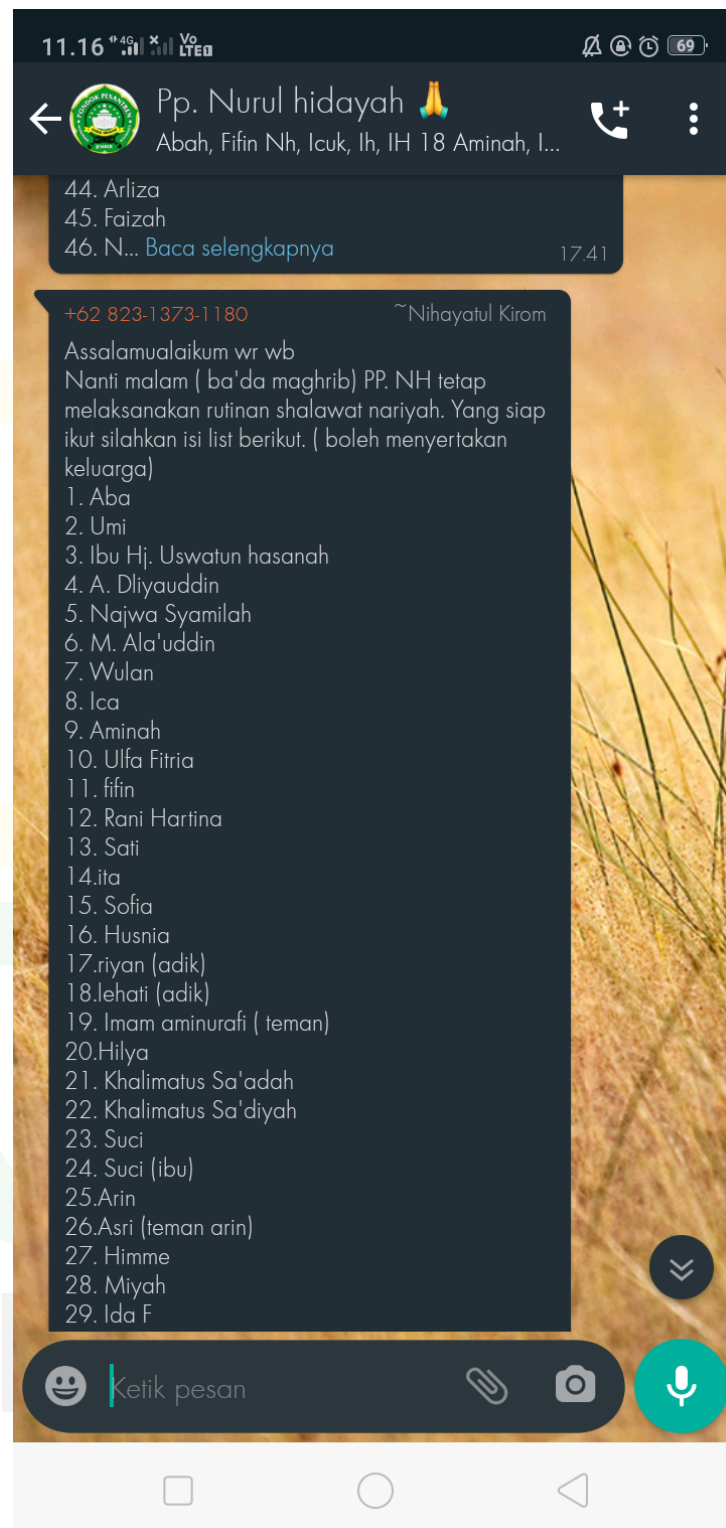 11.16 4G Vo LTE 69
Pp. Nurul hidayah 🙏
Abah, Fifin Nh, Icuk, Ih, IH 18 Aminah, I...
44. Arliza
45. Faizah
46. N... Baca selengkapnya 17.41
+62 823-1373-1180 ~Nihayatul Kirom
Assalamualaikum wr wb
Nanti malam ( ba'da maghrib) PP. NH tetap
melaksanakan rutinan shalawat nariyah. Yang siap
ikut silahkan isi list berikut. ( boleh menyertakan
keluarga)
1. Aba
2. Umi
3. Ibu Hj. Uswatun hasanah
4. A. Dliyauddin
5. Najwa Syamilah
6. M. Ala'uddin
7. Wulan
8. Ica
9. Aminah
10. Ulfa Fitria
11. fifin
12. Rani Hartina
13. Sati
14.ita
15. Sofia
16. Husnia
17.riyan (adik)
18.lehati (adik)
19. Imam aminurafi ( teman)
20.Hilya
21. Khalimatus Sa'adah
22. Khalimatus Sa'diyah
23. Suci
24. Suci (ibu)
25.Arin
26.Asri (teman arin)
27. Himme
28. Miyah
29. Ida F
Ketik pesan